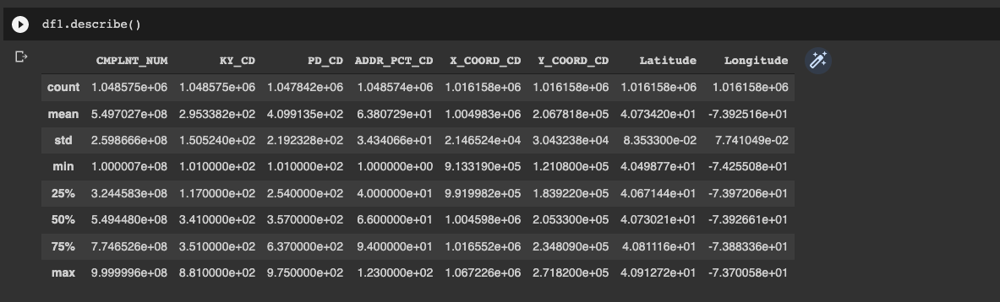 df1.describe()
CMPLNT_NUM KY_CD PD_CD ADDR_PCT_CD X_COORD_CD Y_COORD_CD Latitude Longitude
count 1.048575e+06 1.048575e+06 1.047842e+06 1.048574e+06 1.016158e+06 1.016158e+06 1.016158e+06 1.016158e+06
mean 5.497027e+08 2.953382e+02 4.099135e+02 6.380729e+01 1.004983e+06 2.067818e+05 4.073420e+01 -7.392516e+01
std 2.598666e+08 1.505240e+02 2.192328e+02 3.434066e+01 2.146524e+04 3.043238e+04 8.353300e-02 7.741049e-02
min 1.000007e+08 1.010000e+02 1.010000e+02 1.000000e+00 9.133190e+05 1.210800e+05 4.049877e+01 -7.425508e+01
25% 3.244583e+08 1.170000e+02 2.540000e+02 4.000000e+01 9.919982e+05 1.839220e+05 4.067144e+01 -7.397206e+01
50% 5.494480e+08 3.410000e+02 3.570000e+02 6.600000e+01 1.004598e+06 2.053300e+05 4.073021e+01 -7.392661e+01
75% 7.746526e+08 3.510000e+02 6.370000e+02 9.400000e+01 1.016552e+06 2.348090e+05 4.081116e+01 -7.388336e+01
max 9.999996e+08 8.810000e+02 9.750000e+02 1.230000e+02 1.067226e+06 2.718200e+05 4.091272e+01 -7.370058e+01